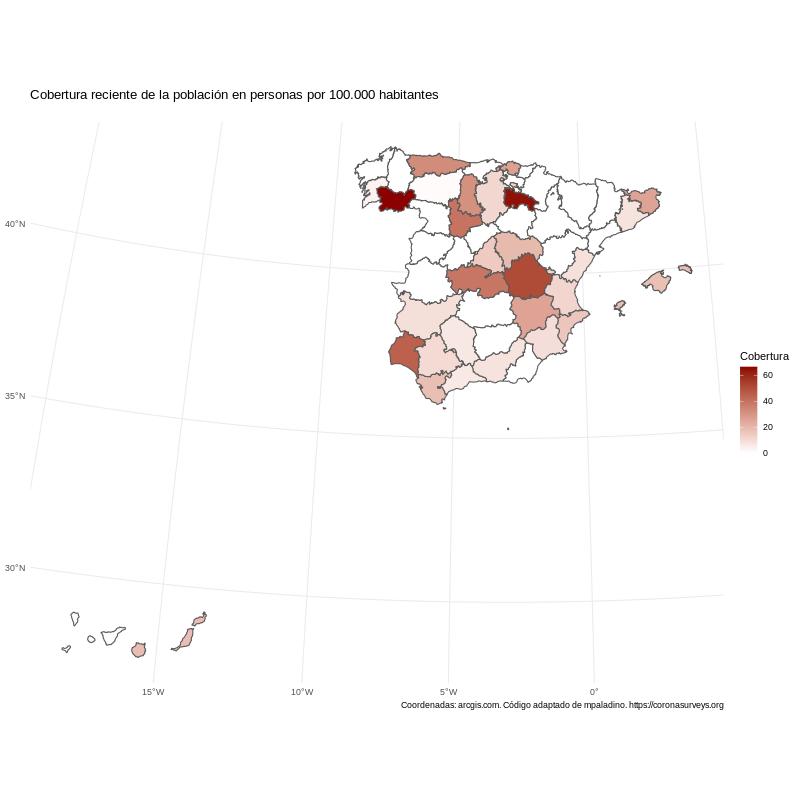 Cobertura reciente de la población en personas por 100.000 habitantes
40°N
35°N
30°N
15°W
10°W
5°W
0°
Cobertura
60
40
20
0
Coordenadas: arcgis.com. Código adaptado de mpaladino. https://coronasurveys.org